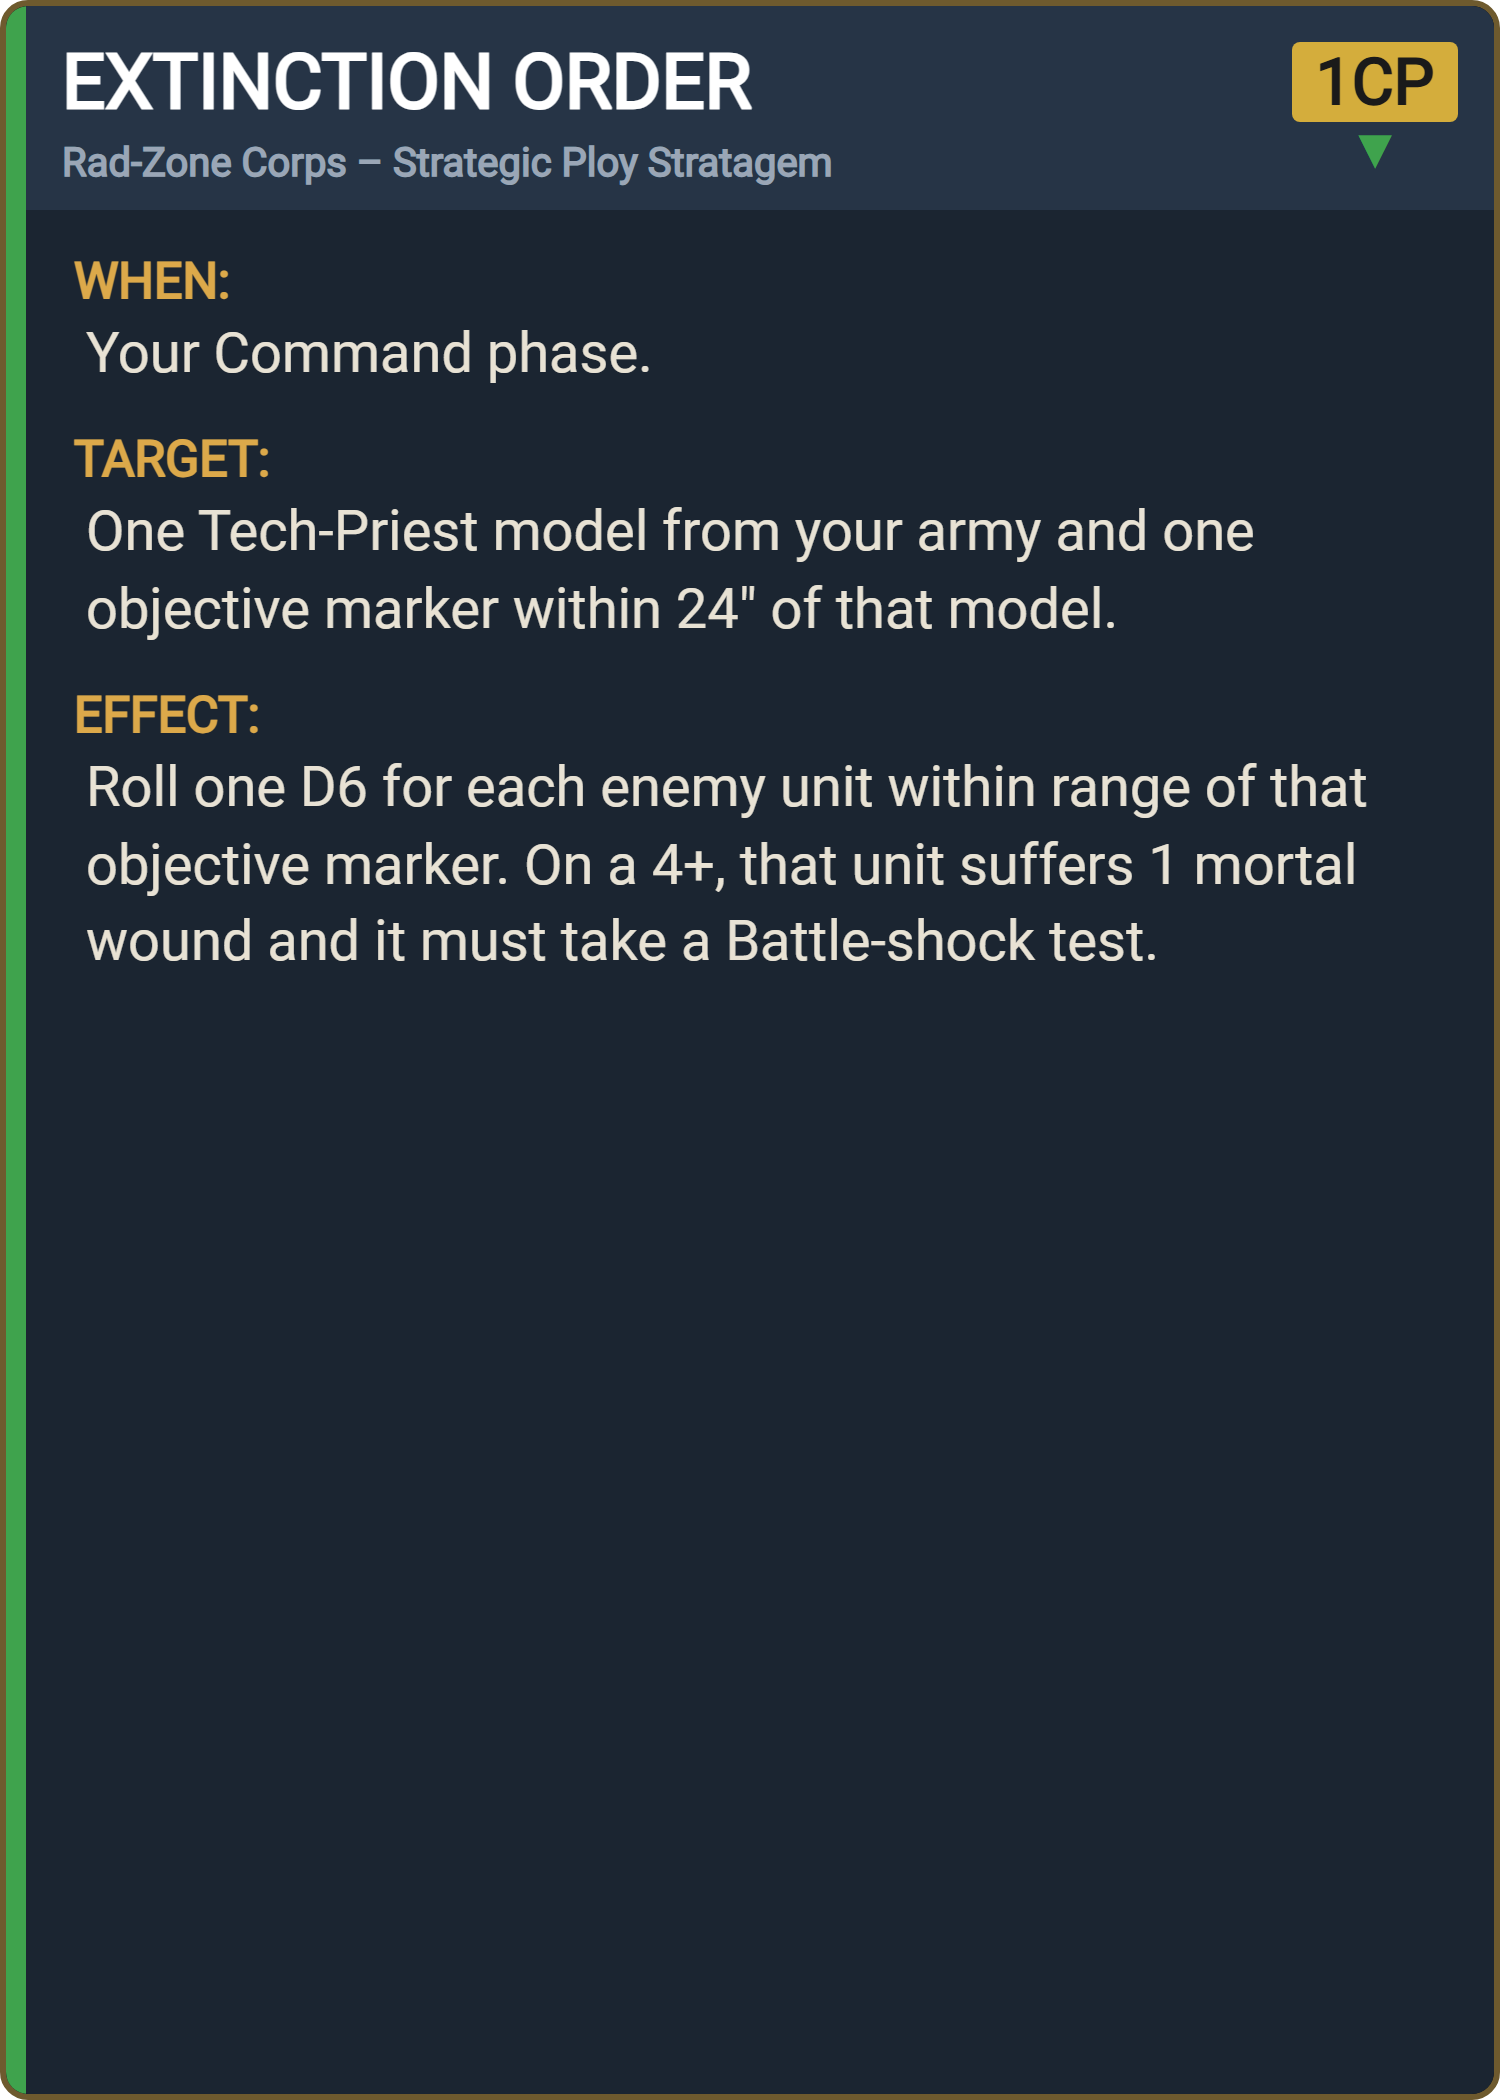 EXTINCTION ORDER
1CP
Rad-Zone Corps – Strategic Ploy Stratagem
WHEN:
Your Command phase.
TARGET:
One Tech-Priest model from your army and one
objective marker within 24" of that model.
EFFECT:
Roll one D6 for each enemy unit within range of that
objective marker. On a 4+, that unit suffers 1 mortal
wound and it must take a Battle-shock test.